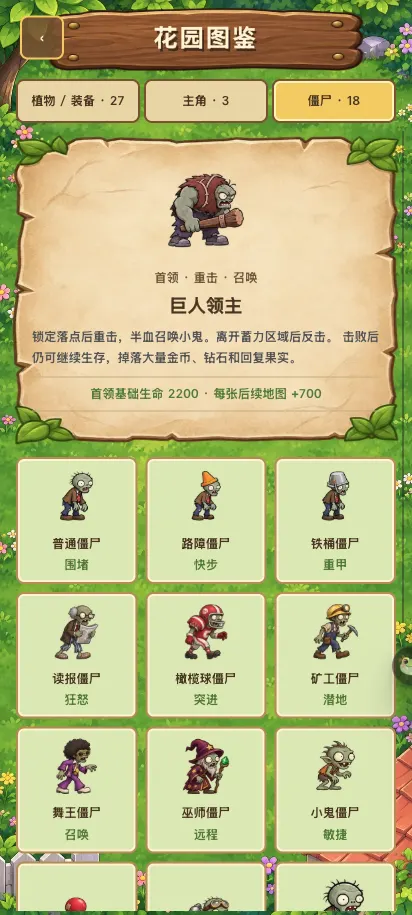 花园图鉴
植物 / 装备 · 27
主角 · 3
僵尸 · 18
首领 · 重击 · 召唤
巨人领主
锁定落点后重击，半血召唤小鬼。离开蓄力区域后反击。 击败后
仍可继续生存，掉落大量金币、钻石和回复果实。
首领基础生命 2200 · 每张后续地图 +700
普通僵尸
围堵
路障僵尸
快步
铁桶僵尸
重甲
读报僵尸
狂怒
橄榄球僵尸
突进
矿工僵尸
潜地
舞王僵尸
召唤
巫师僵尸
远程
小鬼僵尸
敏捷